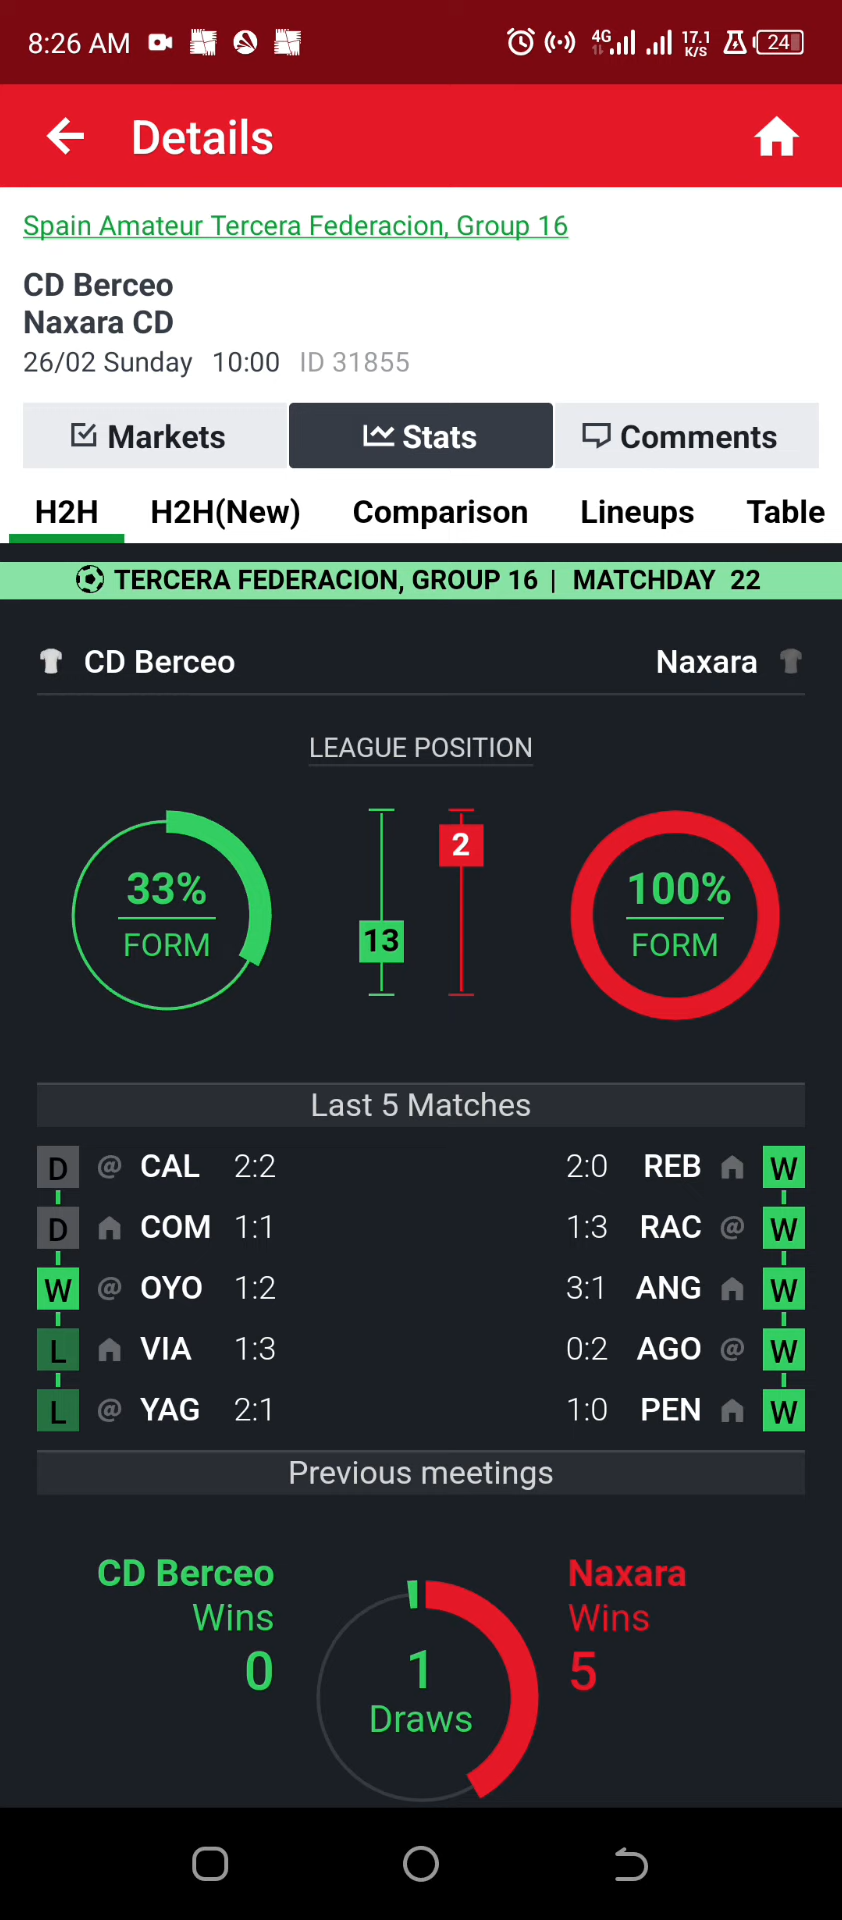 8:26 AM 4G 17.1 K/S 24
Details
Spain Amateur Tercera Federacion, Group 16
CD Berceo
Naxara CD
26/02 Sunday 10:00 ID 31855
Markets Stats Comments
H2H H2H(New) Comparison Lineups Table
TERCERA FEDERACION, GROUP 16 | MATCHDAY 22
CD Berceo Naxara
LEAGUE POSITION
33% FORM 13 2 100% FORM
Last 5 Matches
D @ CAL 2:2 2:0 REB W
D COM 1:1 1:3 RAC @ W
W @ OYO 1:2 3:1 ANG W
L VIA 1:3 0:2 AGO @ W
L @ YAG 2:1 1:0 PEN W
Previous meetings
CD Berceo Naxara
Wins Wins
0 1 5
Draws